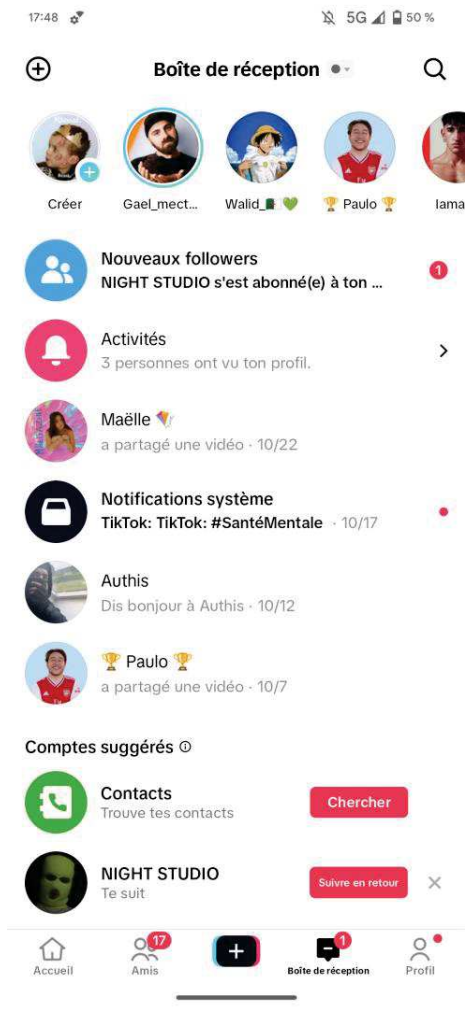 17:48
5G 50 %
Boîte de réception
Créer
Gael_mect...
Walid_🇩🇿 💚
🏆 Paulo 🏆
lama
Nouveaux followers
NIGHT STUDIO s'est abonné(e) à ton ...
1
Activités
3 personnes ont vu ton profil.
Maëlle 🪁
a partagé une vidéo · 10/22
Notifications système
TikTok: TikTok: #SantéMentale · 10/17
Authis
Dis bonjour à Authis · 10/12
🏆 Paulo 🏆
a partagé une vidéo · 10/7
Comptes suggérés
Contacts
Trouve tes contacts
Chercher
NIGHT STUDIO
Te suit
Suivre en retour
17
1
Accueil
Amis
Boîte de réception
Profil